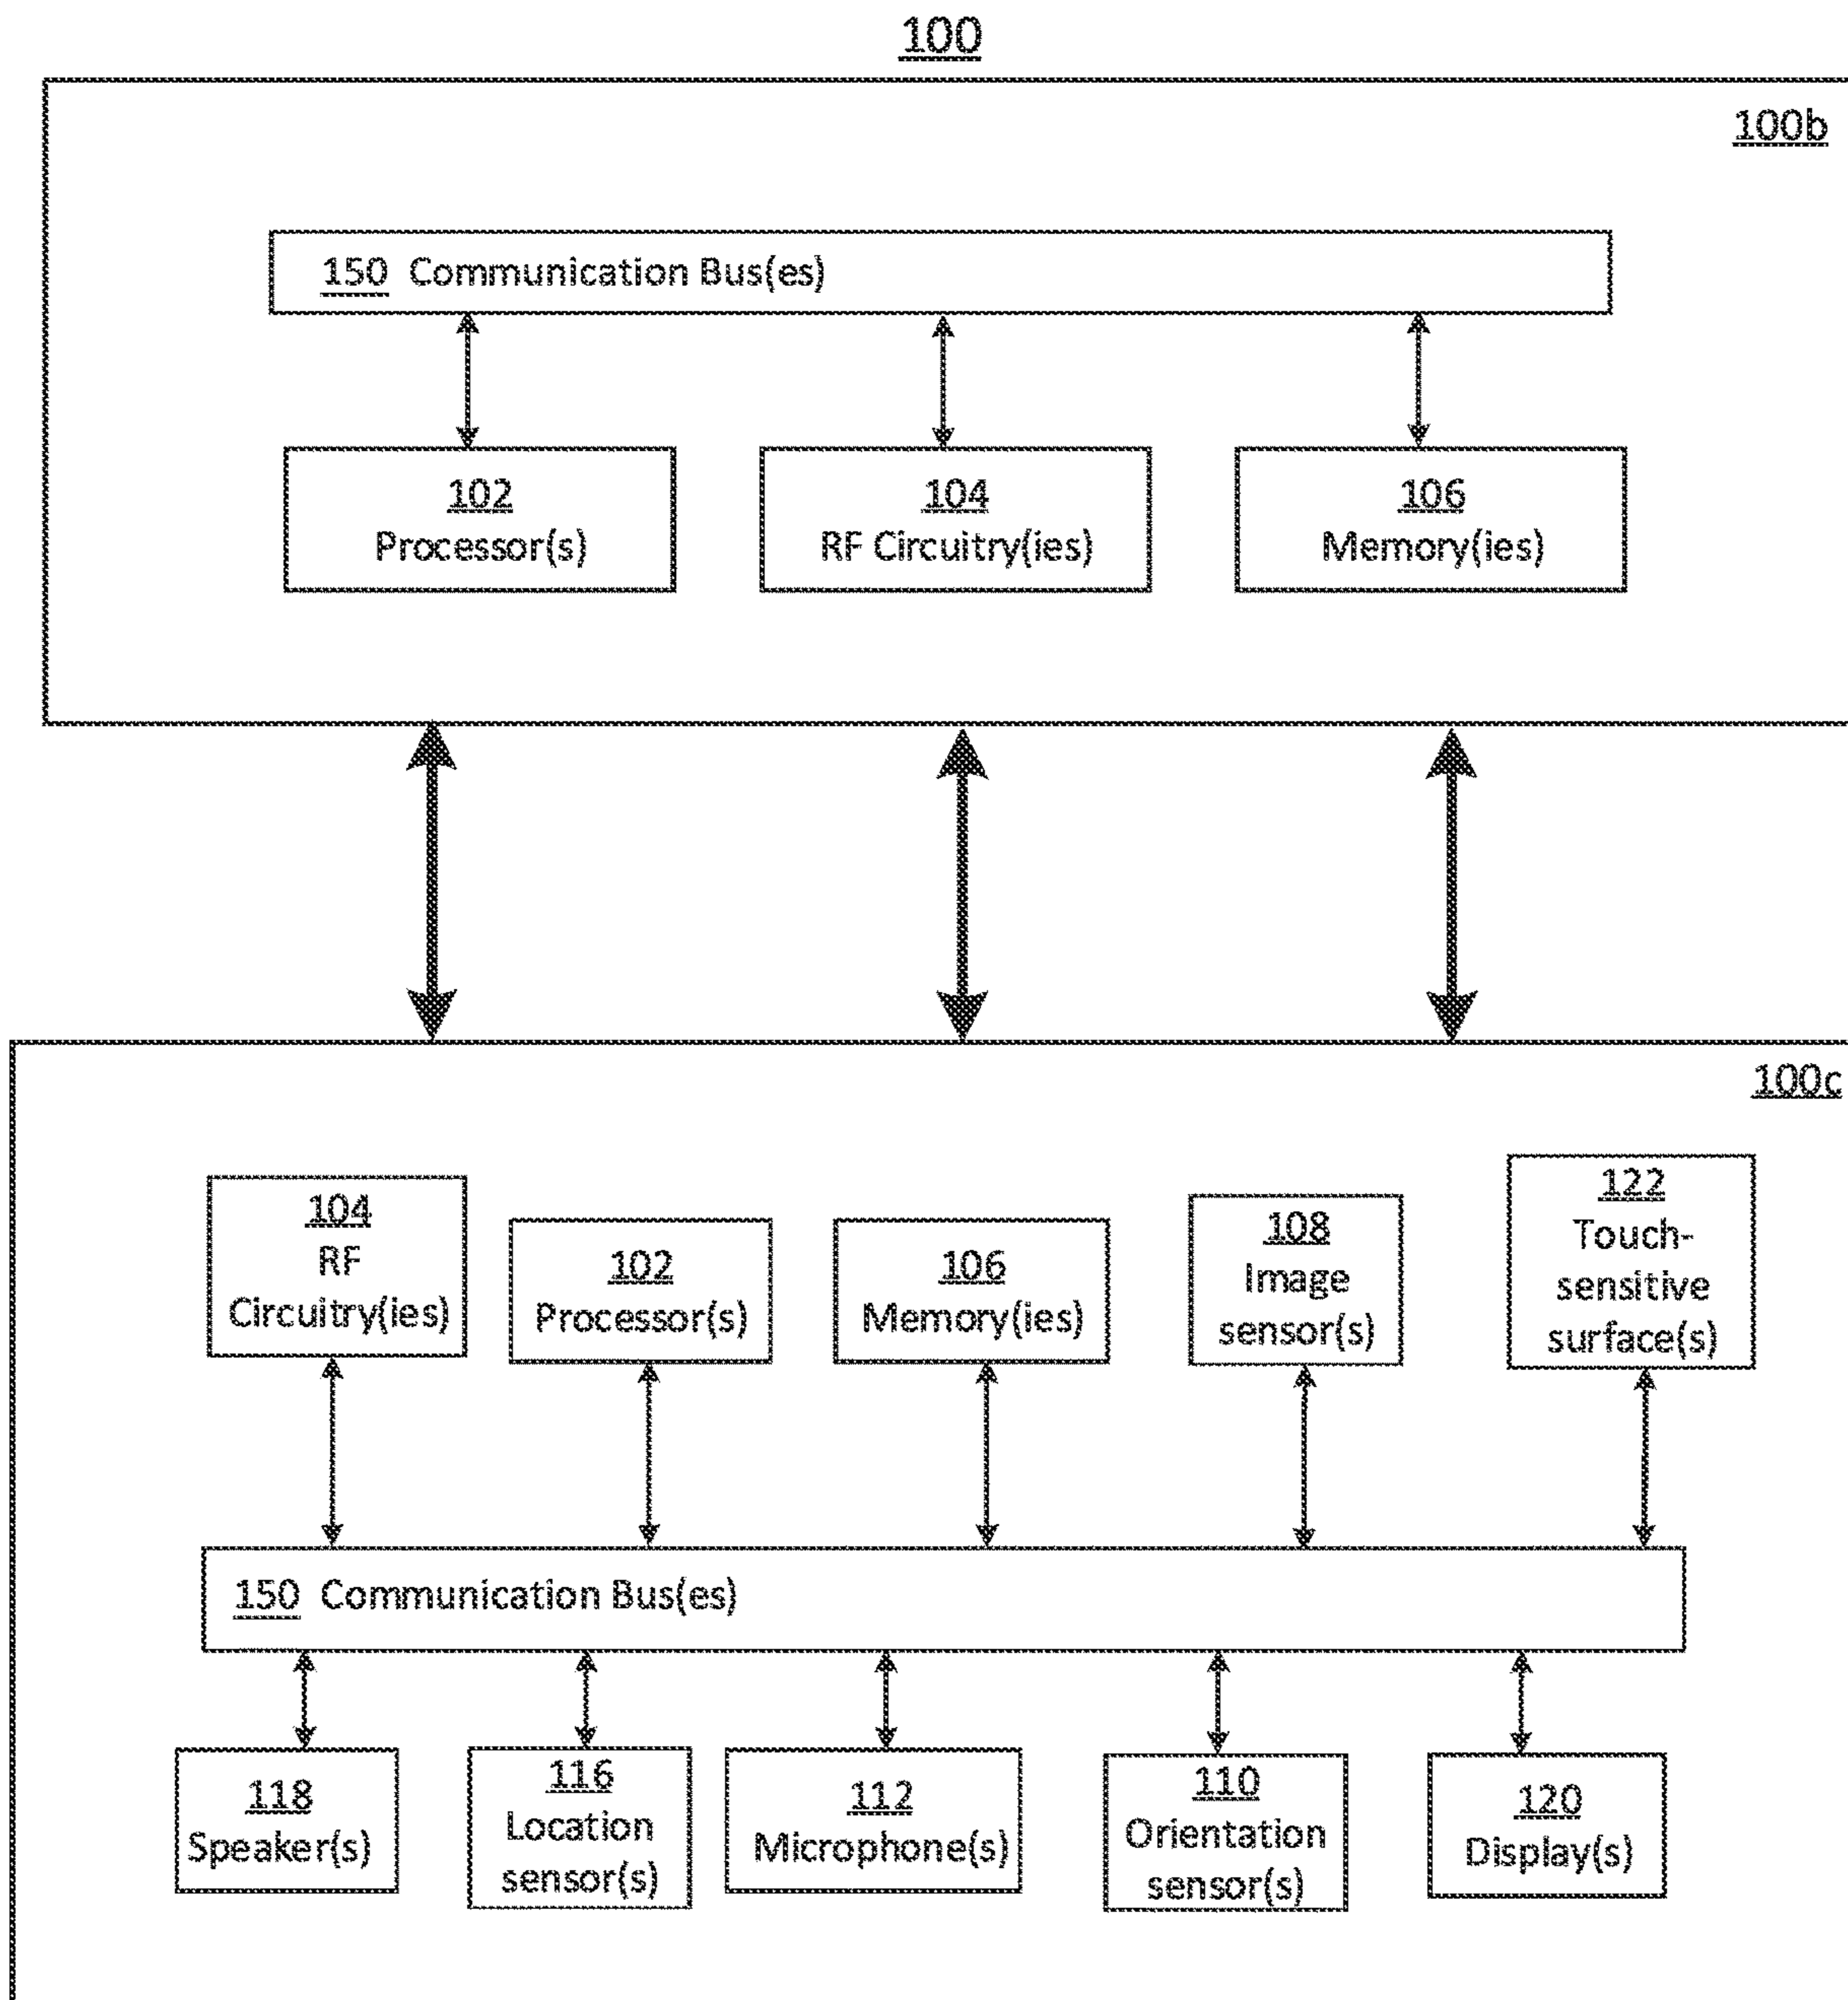 100
100b
150 Communication Bus(es)
102
Processor(s)
104
RF Circuitry(ies)
106
Memory(ies)
100c
104
RF
Circuitry(ies)
102
Processor(s)
106
Memory(ies)
108
Image
sensor(s)
122
Touch-
sensitive
surface(s)
150 Communication Bus(es)
118
Speaker(s)
116
Location
sensor(s)
112
Microphone(s)
110
Orientation
sensor(s)
120
Display(s)